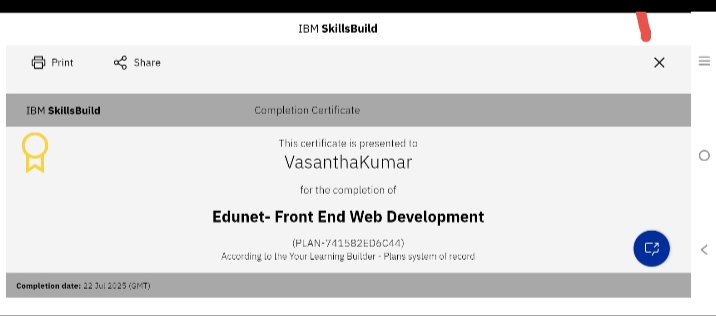 IBM SkillsBuild
Print
Share
IBM SkillsBuild
Completion Certificate
This certificate is presented to
VasanthaKumar
for the completion of
Edunet- Front End Web Development
(PLAN-741582ED6C44)
According to the Your Learning Builder - Plans system of record
Completion date: 22 Jul 2025 (GMT)